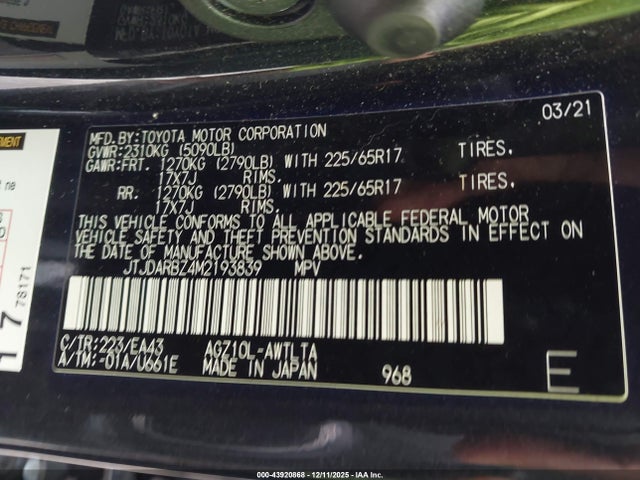 03/21
MFD.BY:TOYOTA MOTOR CORPORATION
GVWR:2310KG (5090LB)
GAWR:FRT. 1270KG (2790LB) WITH 225/65R17 TIRES,
17X7J RIMS.
RR. 1270KG (2790LB) WITH 225/65R17 TIRES,
17X7J RIMS.
THIS VEHICLE CONFORMS TO ALL APPLICABLE FEDERAL MOTOR
VEHICLE SAFETY AND THEFT PREVENTION STANDARDS IN EFFECT ON
THE DATE OF MANUFACTURE SHOWN ABOVE.
JTJDARBZ4M2193839 MPV
C/TR:223/EA43 AGZ10L-AWTLTA
A/TM:-01A/U661E MADE IN JAPAN 968
E
ne
17
78171
000-43920868 - 12/11/2025 - IAA Inc.